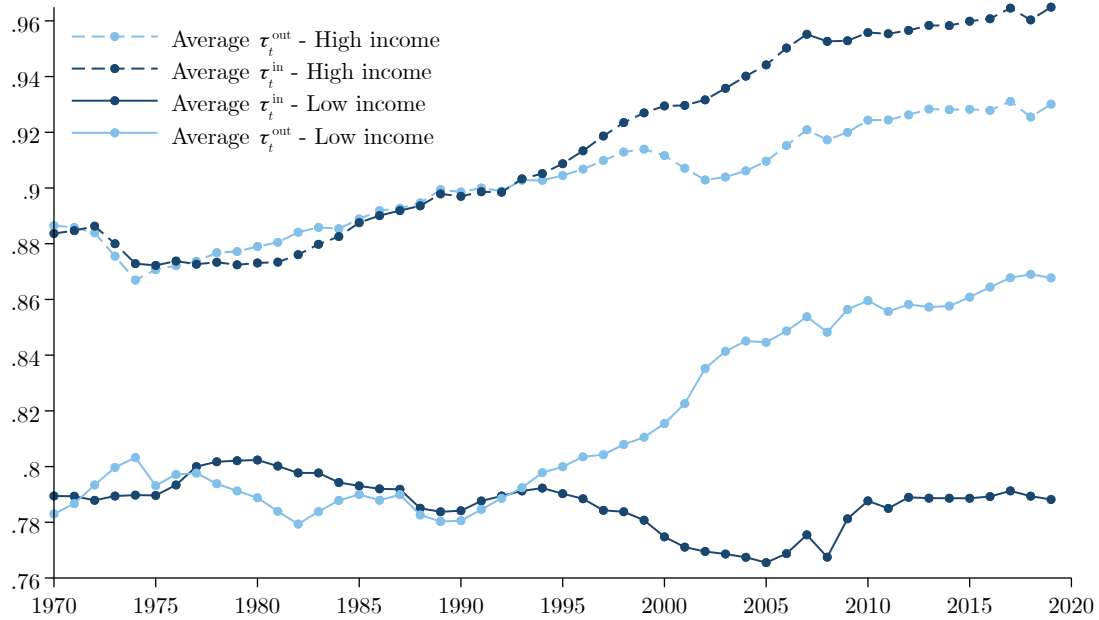 Average τ_t^out - High income
Average τ_t^in - High income
Average τ_t^in - Low income
Average τ_t^out - Low income
.96
.94
.92
.9
.88
.86
.84
.82
.8
.78
.76
1970 1975 1980 1985 1990 1995 2000 2005 2010 2015 2020